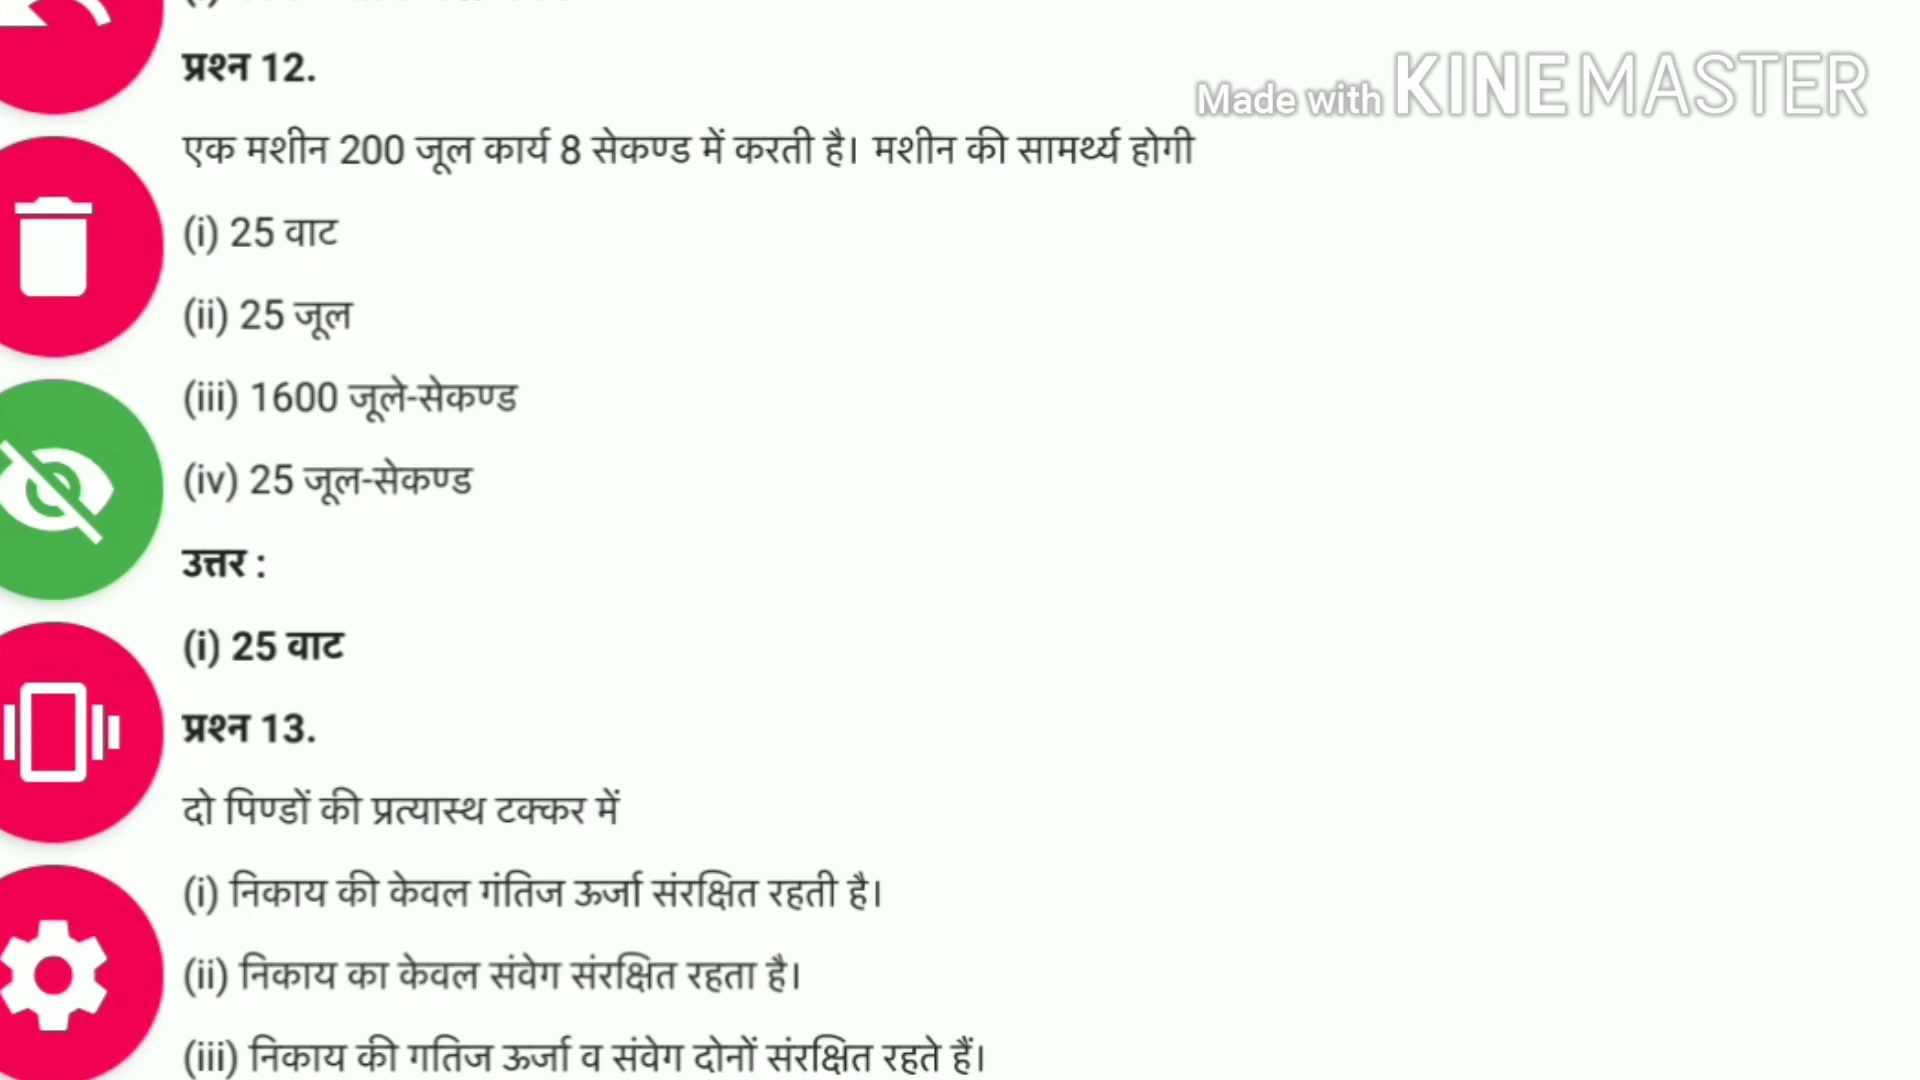 प्रश्न 12.
Made with KINEMASTER
एक मशीन 200 जूल कार्य 8 सेकण्ड में करती है। मशीन की सामर्थ्य होगी
(i) 25 वाट
(ii) 25 जूल
(iii) 1600 जूले-सेकण्ड
(iv) 25 जूल-सेकण्ड
उत्तर :
(i) 25 वाट
प्रश्न 13.
दो पिण्डों की प्रत्यास्थ टक्कर में
(i) निकाय की केवल गंतिज ऊर्जा संरक्षित रहती है।
(ii) निकाय का केवल संवेग संरक्षित रहता है।
(iii) निकाय की गतिज ऊर्जा व संवेग दोनों संरक्षित रहते हैं।